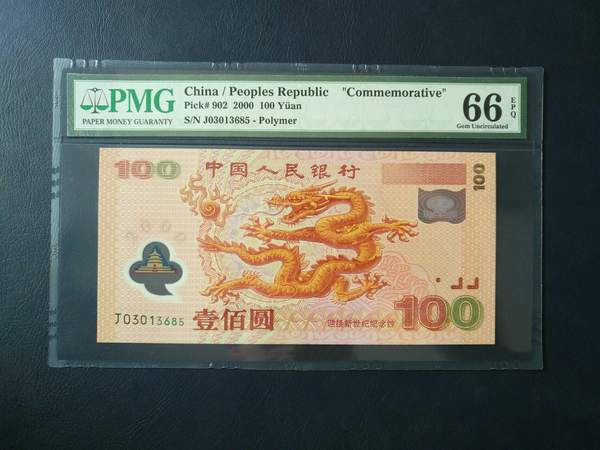 PMG
PAPER MONEY GUARANTY
China / Peoples Republic "Commemorative"
Pick# 902 2000 100 Yüan
S/N J03013685 - Polymer
66 EPQ
Gem Uncirculated
100
中国人民银行
100
2000
J03013685
壹佰圆
迎接新世纪纪念钞
100